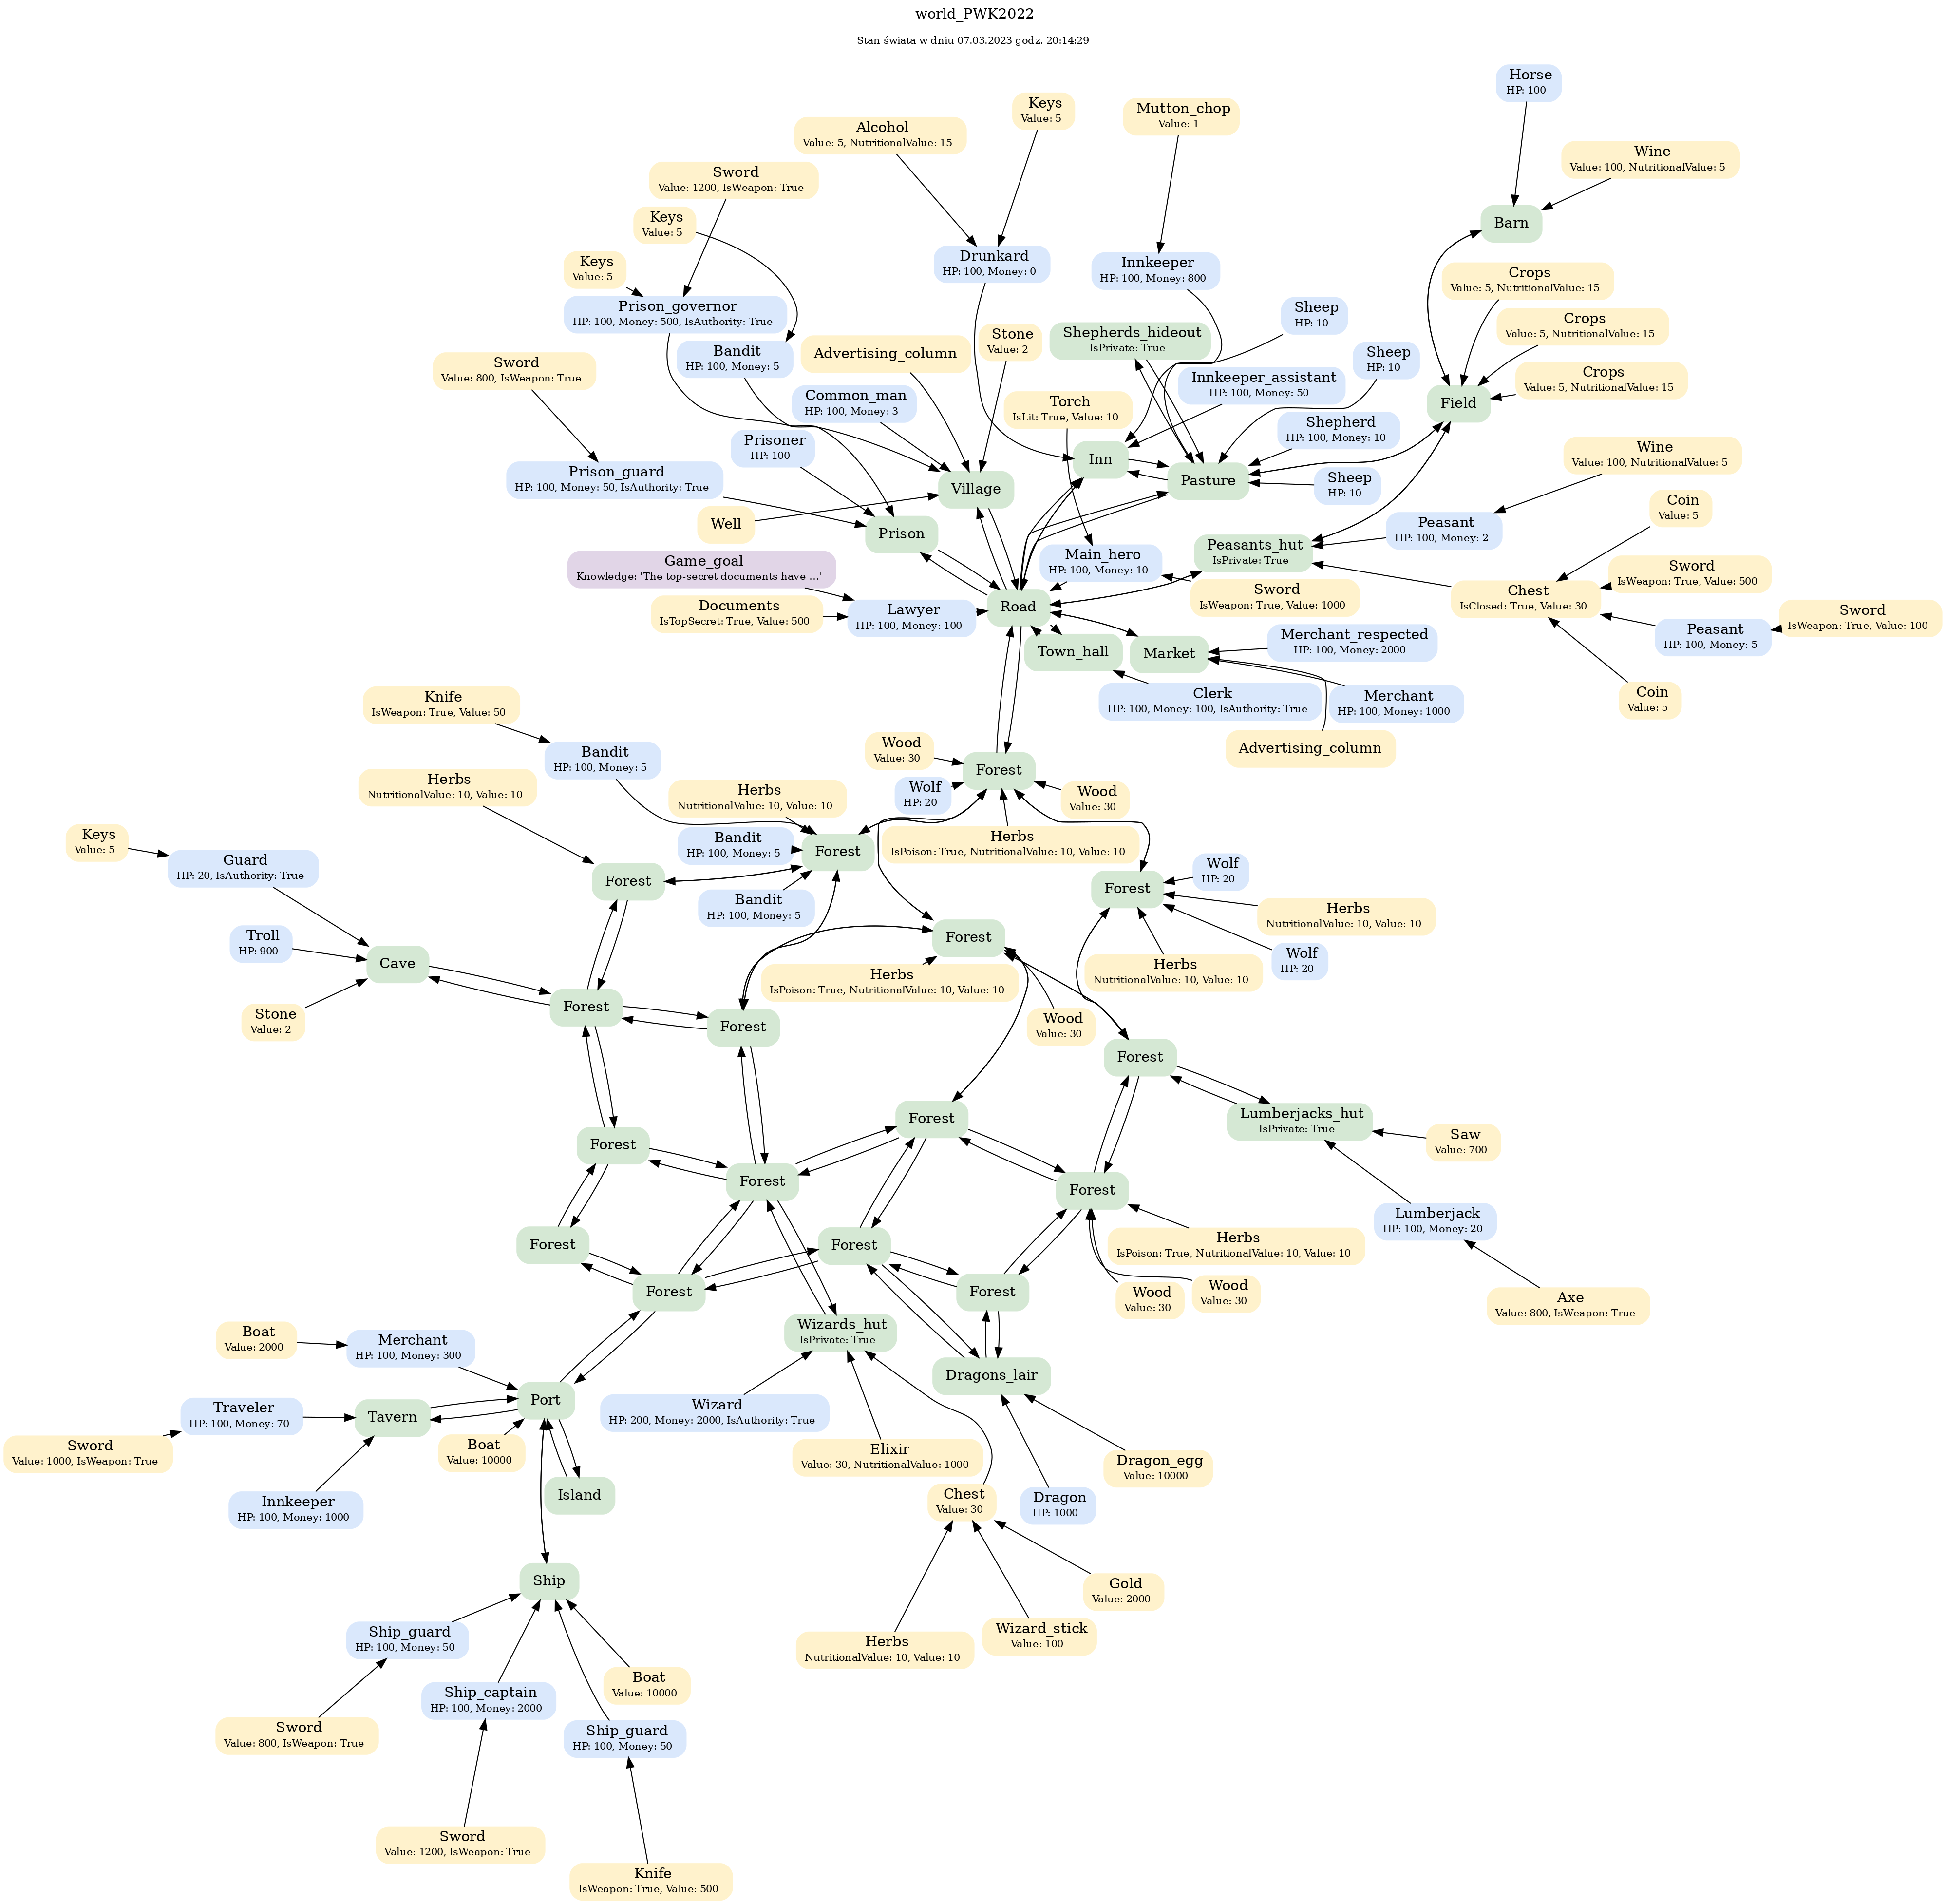 world_PWK2022
Stan świata w dniu 07.03.2023 godz. 20:14:29
Horse
HP: 100
Keys
Value: 5
Mutton_chop
Value: 1
Alcohol
Value: 5, NutritionalValue: 15
Wine
Value: 100, NutritionalValue: 5
Sword
Value: 1200, IsWeapon: True
Keys
Value: 5
Barn
Keys
Value: 5
Drunkard
HP: 100, Money: 0
Innkeeper
HP: 100, Money: 800
Crops
Value: 5, NutritionalValue: 15
Prison_governor
HP: 100, Money: 500, IsAuthority: True
Sheep
HP: 10
Crops
Value: 5, NutritionalValue: 15
Stone
Value: 2
Shepherds_hideout
IsPrivate: True
Bandit
HP: 100, Money: 5
Advertising_column
Sheep
HP: 10
Sword
Value: 800, IsWeapon: True
Innkeeper_assistant
HP: 100, Money: 50
Crops
Value: 5, NutritionalValue: 15
Common_man
HP: 100, Money: 3
Torch
IsLit: True, Value: 10
Field
Shepherd
HP: 100, Money: 10
Prisoner
HP: 100
Inn
Wine
Value: 100, NutritionalValue: 5
Prison_guard
HP: 100, Money: 50, IsAuthority: True
Village
Pasture
Sheep
HP: 10
Coin
Value: 5
Well
Prison
Peasant
HP: 100, Money: 2
Game_goal
Knowledge: 'The top-secret documents have ...'
Main_hero
HP: 100, Money: 10
Peasants_hut
IsPrivate: True
Sword
IsWeapon: True, Value: 500
Documents
IsTopSecret: True, Value: 500
Lawyer
HP: 100, Money: 100
Road
Sword
IsWeapon: True, Value: 1000
Chest
IsClosed: True, Value: 30
Sword
IsWeapon: True, Value: 100
Peasant
HP: 100, Money: 5
Town_hall
Market
Merchant_respected
HP: 100, Money: 2000
Clerk
HP: 100, Money: 100, IsAuthority: True
Merchant
HP: 100, Money: 1000
Coin
Value: 5
Knife
IsWeapon: True, Value: 50
Advertising_column
Bandit
HP: 100, Money: 5
Wood
Value: 30
Forest
Herbs
NutritionalValue: 10, Value: 10
Herbs
NutritionalValue: 10, Value: 10
Wolf
HP: 20
Wood
Value: 30
Keys
Value: 5
Bandit
HP: 100, Money: 5
Forest
Herbs
IsPoison: True, NutritionalValue: 10, Value: 10
Guard
HP: 20, IsAuthority: True
Forest
Bandit
HP: 100, Money: 5
Forest
Wolf
HP: 20
Herbs
NutritionalValue: 10, Value: 10
Troll
HP: 900
Cave
Forest
Herbs
IsPoison: True, NutritionalValue: 10, Value: 10
Herbs
NutritionalValue: 10, Value: 10
Wolf
HP: 20
Stone
Value: 2
Forest
Forest
Wood
Value: 30
Forest
Forest
Lumberjacks_hut
IsPrivate: True
Saw
Value: 700
Forest
Forest
Forest
Lumberjack
HP: 100, Money: 20
Forest
Forest
Herbs
IsPoison: True, NutritionalValue: 10, Value: 10
Forest
Forest
Wood
Value: 30
Wood
Value: 30
Axe
Value: 800, IsWeapon: True
Boat
Value: 2000
Merchant
HP: 100, Money: 300
Wizards_hut
IsPrivate: True
Dragons_lair
Traveler
HP: 100, Money: 70
Tavern
Port
Wizard
HP: 200, Money: 2000, IsAuthority: True
Sword
Value: 1000, IsWeapon: True
Boat
Value: 10000
Elixir
Value: 30, NutritionalValue: 1000
Dragon_egg
Value: 10000
Innkeeper
HP: 100, Money: 1000
Island
Chest
Value: 30
Dragon
HP: 1000
Ship
Gold
Value: 2000
Ship_guard
HP: 100, Money: 50
Herbs
NutritionalValue: 10, Value: 10
Wizard_stick
Value: 100
Ship_captain
HP: 100, Money: 2000
Boat
Value: 10000
Sword
Value: 800, IsWeapon: True
Ship_guard
HP: 100, Money: 50
Sword
Value: 1200, IsWeapon: True
Knife
IsWeapon: True, Value: 500